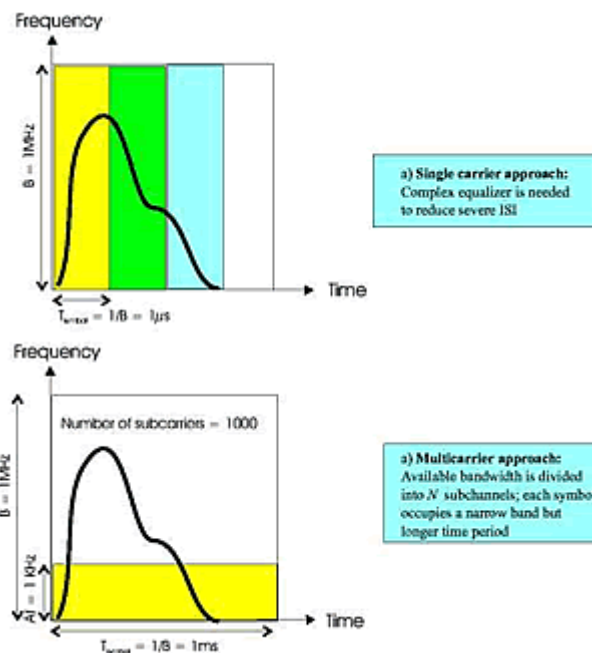 Frequency
B = 1MHz
a) Single carrier approach:
Complex equalizer is needed
to reduce severe ISI
Time
= 1/B = 1µs
Frequency
Number of subcarriers = 1000
B = 1MHz
a) Multicarrier approach:
Available bandwidth is divided
into N subchannels; each symbo
occupies a narrow band but
longer time period
= 1 KHz
Time
= 1/B = 1ms